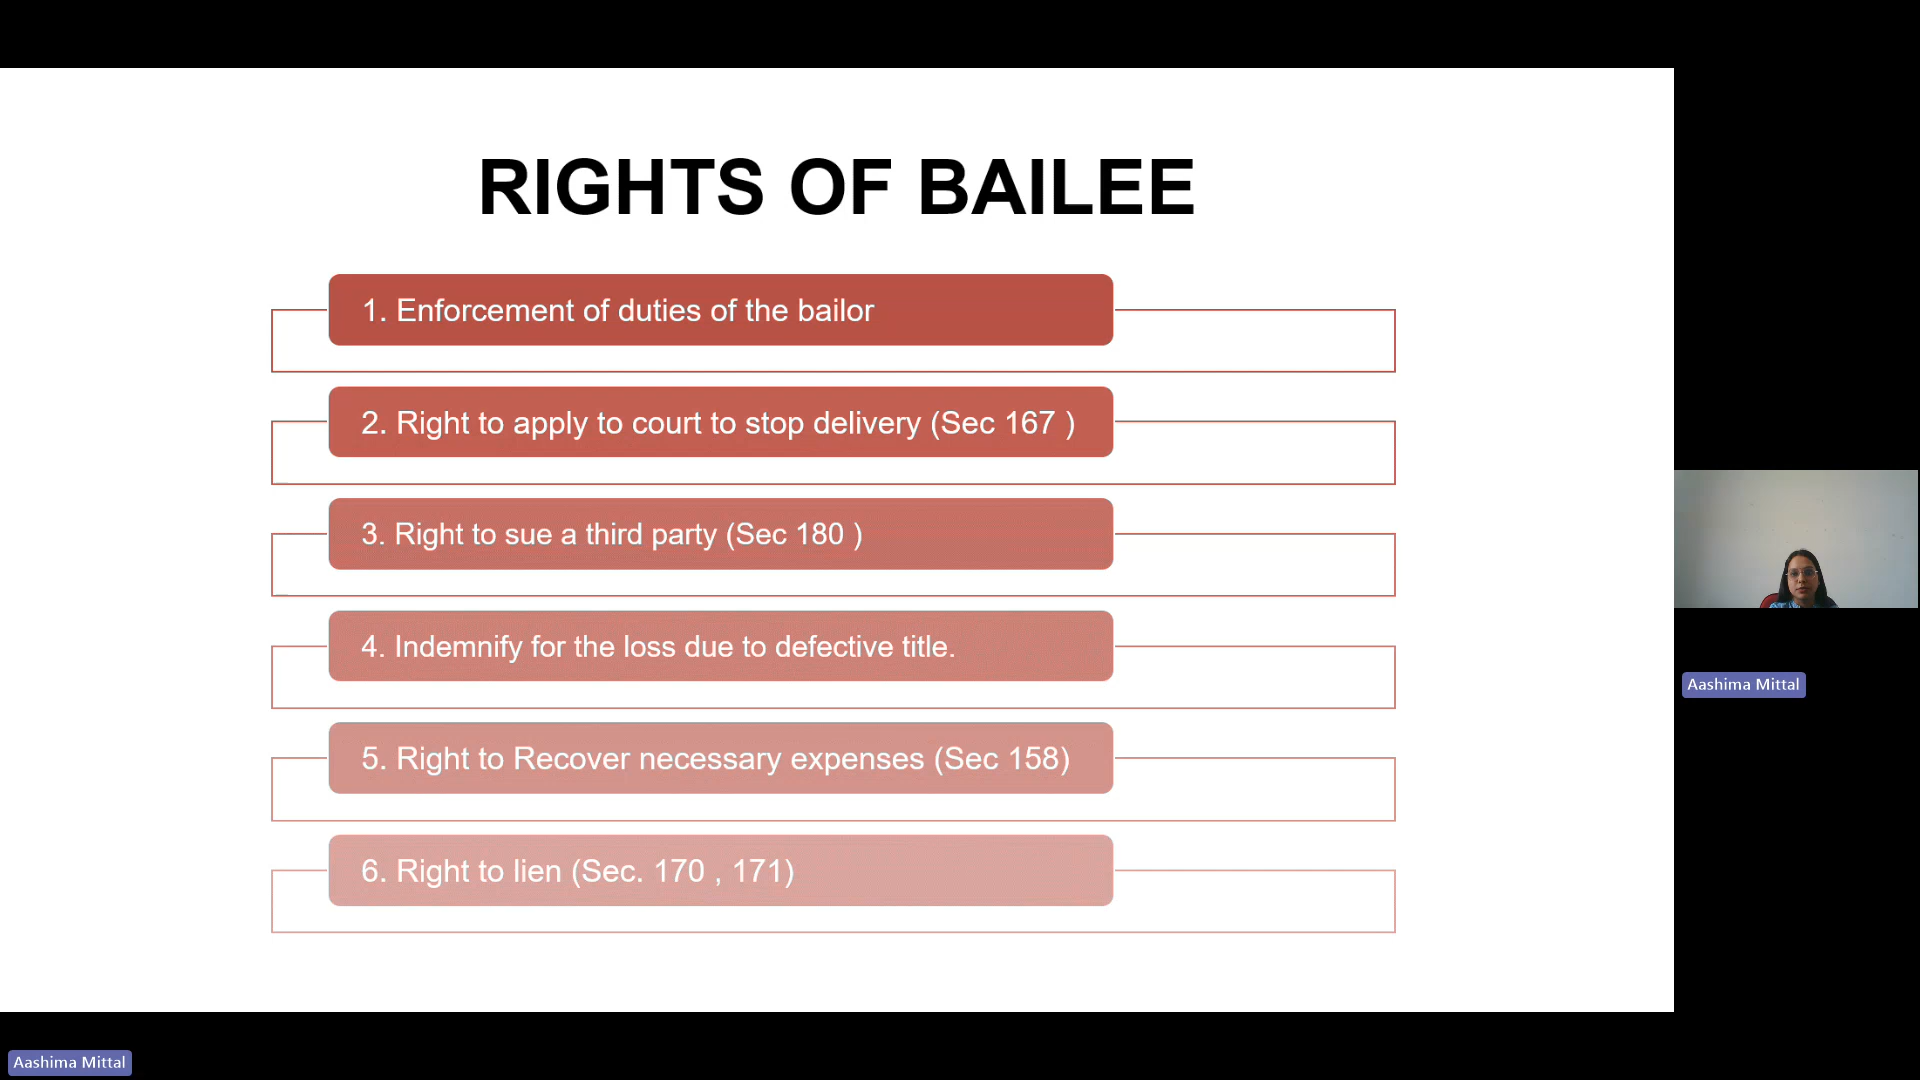 RIGHTS OF BAILEE
1. Enforcement of duties of the bailor
2. Right to apply to court to stop delivery (Sec 167 )
3. Right to sue a third party (Sec 180 )
4. Indemnify for the loss due to defective title.
5. Right to Recover necessary expenses (Sec 158)
6. Right to lien (Sec. 170 , 171)
Aashima Mittal
Aashima Mittal